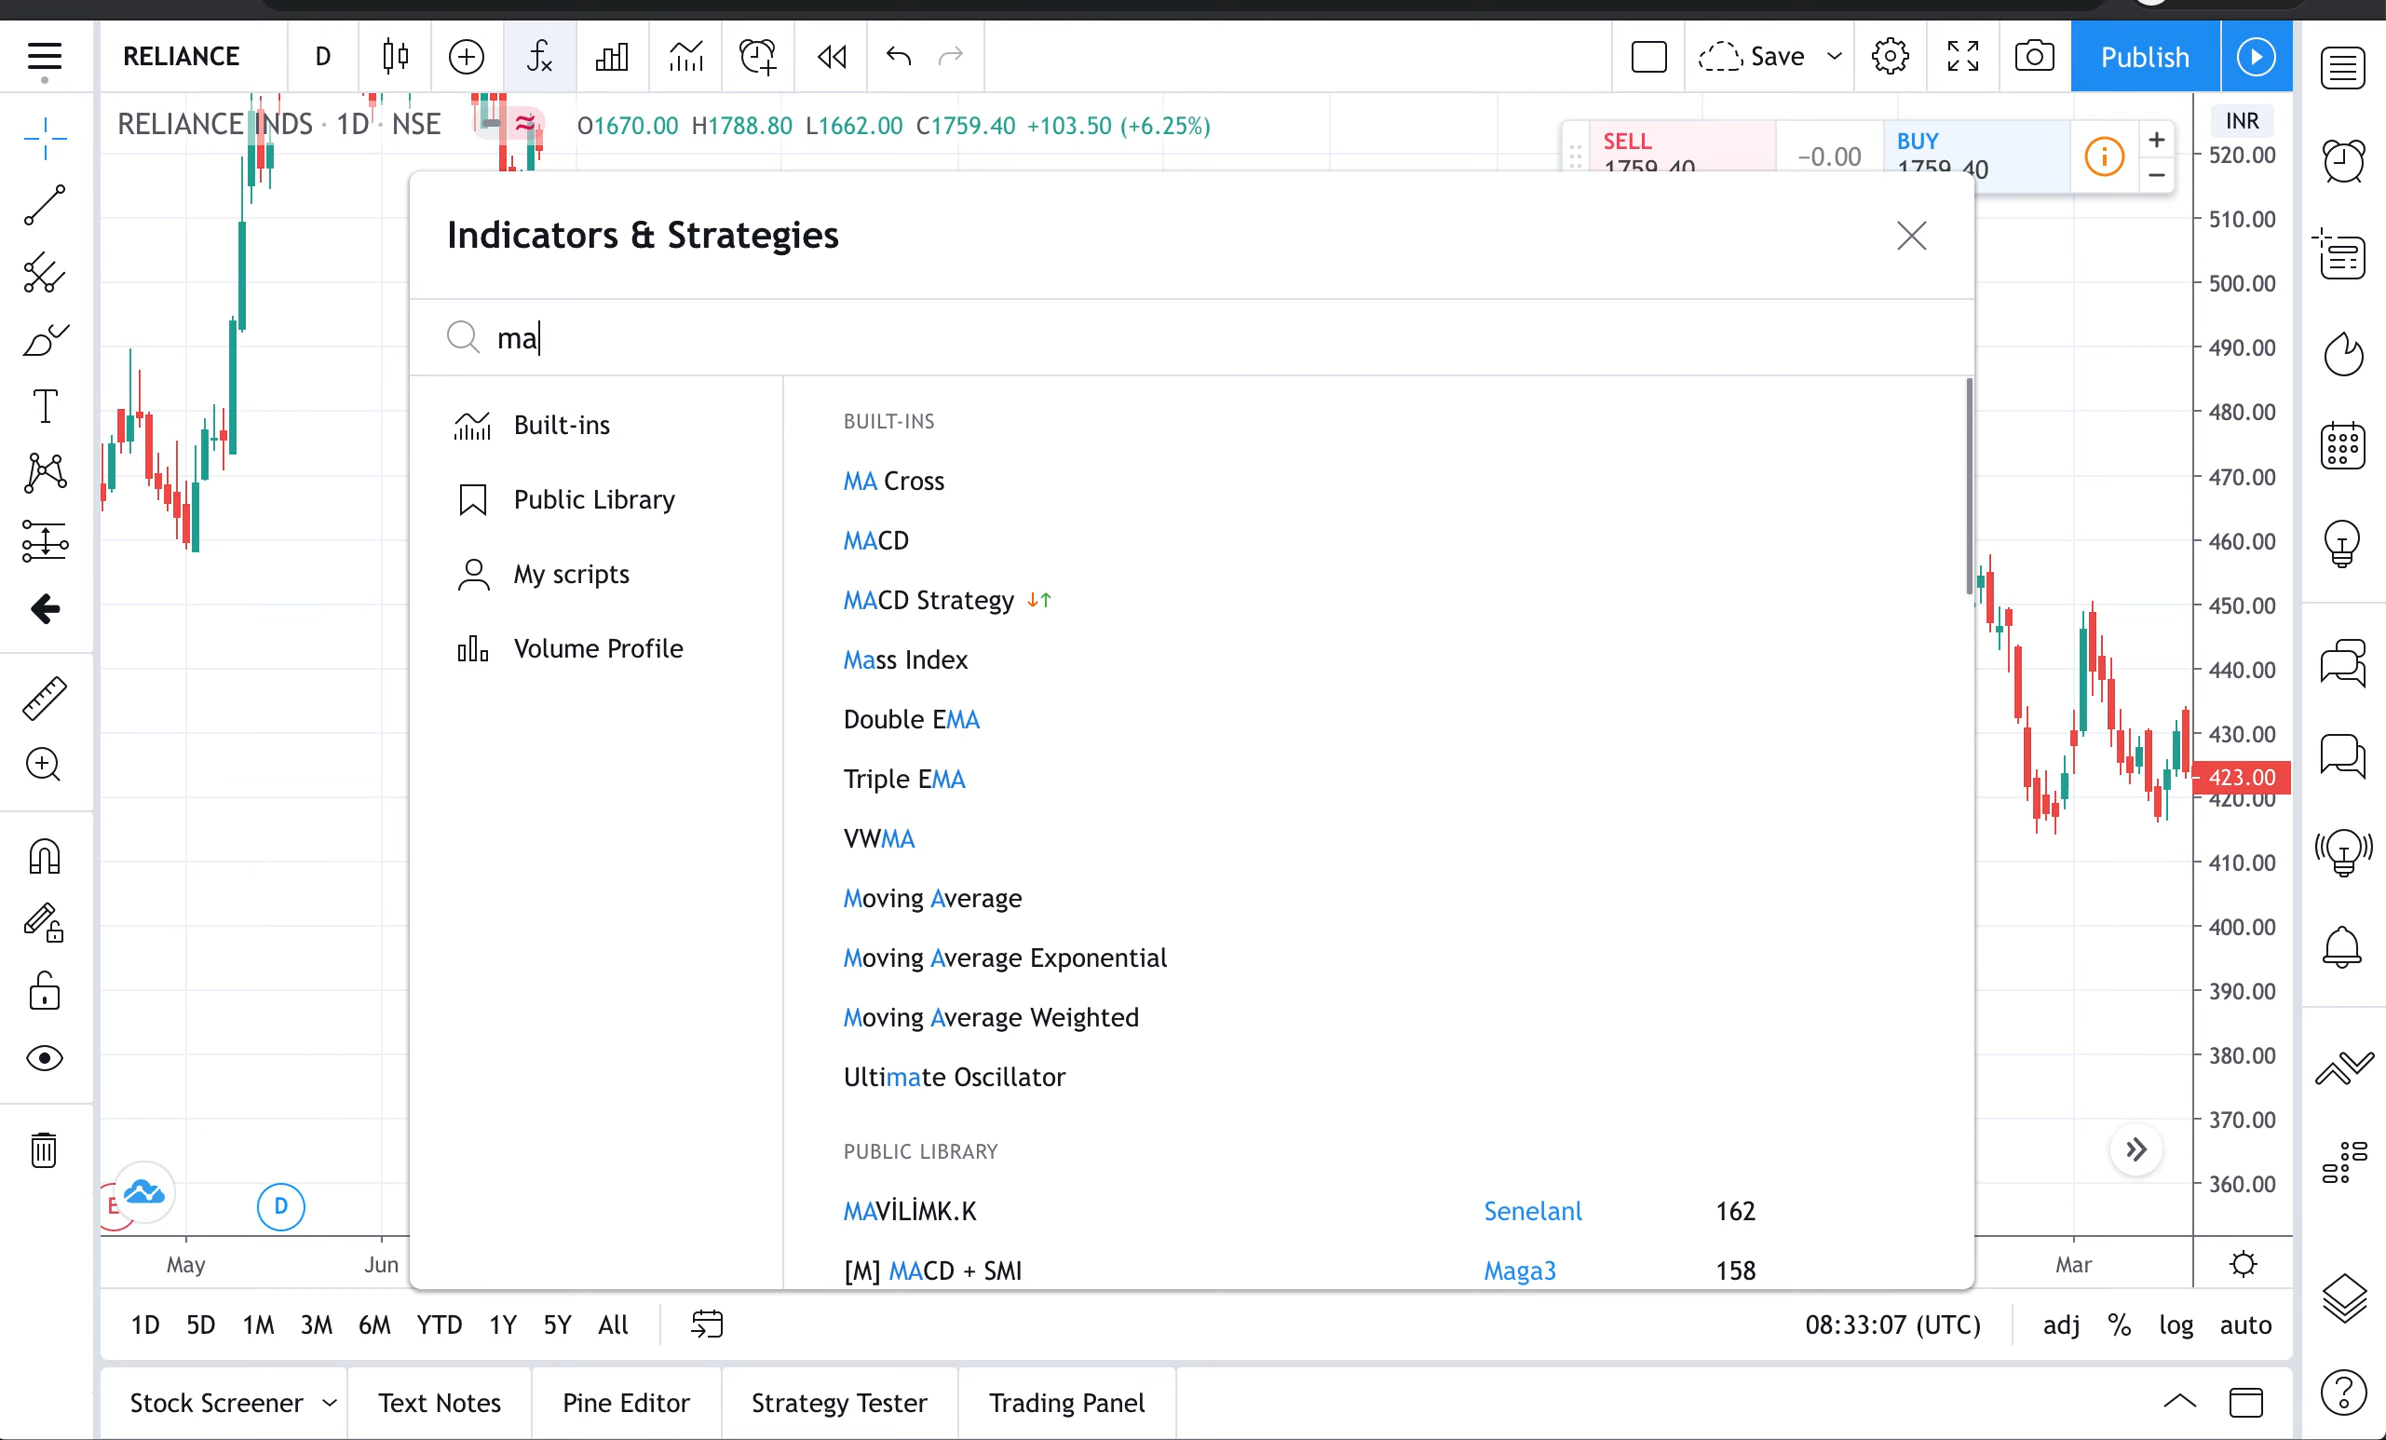 RELIANCE D Save Publish
RELIANCE INDS · 1D · NSE O1670.00 H1788.80 L1662.00 C1759.40 +103.50 (+6.25%)
SELL
1759.40
−0.00
BUY
1759.40
INR
520.00
510.00
500.00
490.00
480.00
470.00
460.00
450.00
440.00
430.00
423.00
420.00
410.00
400.00
390.00
380.00
370.00
360.00
Indicators & Strategies
ma
Built-ins
Public Library
My scripts
Volume Profile
BUILT-INS
MA Cross
MACD
MACD Strategy
Mass Index
Double EMA
Triple EMA
VWMA
Moving Average
Moving Average Exponential
Moving Average Weighted
Ultimate Oscillator
PUBLIC LIBRARY
MAVİLİMK.K Senelanl 162
[M] MACD + SMI Maga3 158
E D
May Jun Mar
1D 5D 1M 3M 6M YTD 1Y 5Y All 08:33:07 (UTC) adj % log auto
Stock Screener Text Notes Pine Editor Strategy Tester Trading Panel